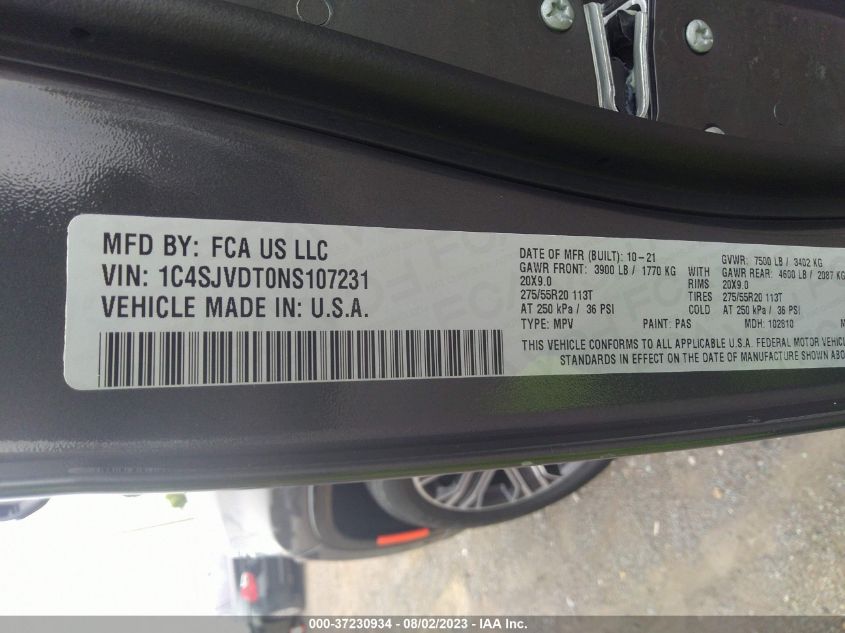 MFD BY: FCA US LLC
VIN: 1C4SJVDT0NS107231
VEHICLE MADE IN: U.S.A.
DATE OF MFR (BUILT): 10-21 GVWR: 7500 LB / 3402 KG
GAWR FRONT: 3900 LB / 1770 KG WITH GAWR REAR: 4600 LB / 2087 KG
20X9.0 RIMS 20X9.0
275/55R20 113T TIRES 275/55R20 113T
AT 250 kPa / 36 PSI COLD AT 250 kPa / 36 PSI
TYPE: MPV PAINT: PAS MDH: 102610
THIS VEHICLE CONFORMS TO ALL APPLICABLE U.S.A. FEDERAL MOTOR VEHICLE
STANDARDS IN EFFECT ON THE DATE OF MANUFACTURE SHOWN
000-37230934 - 08/02/2023 - IAA Inc.